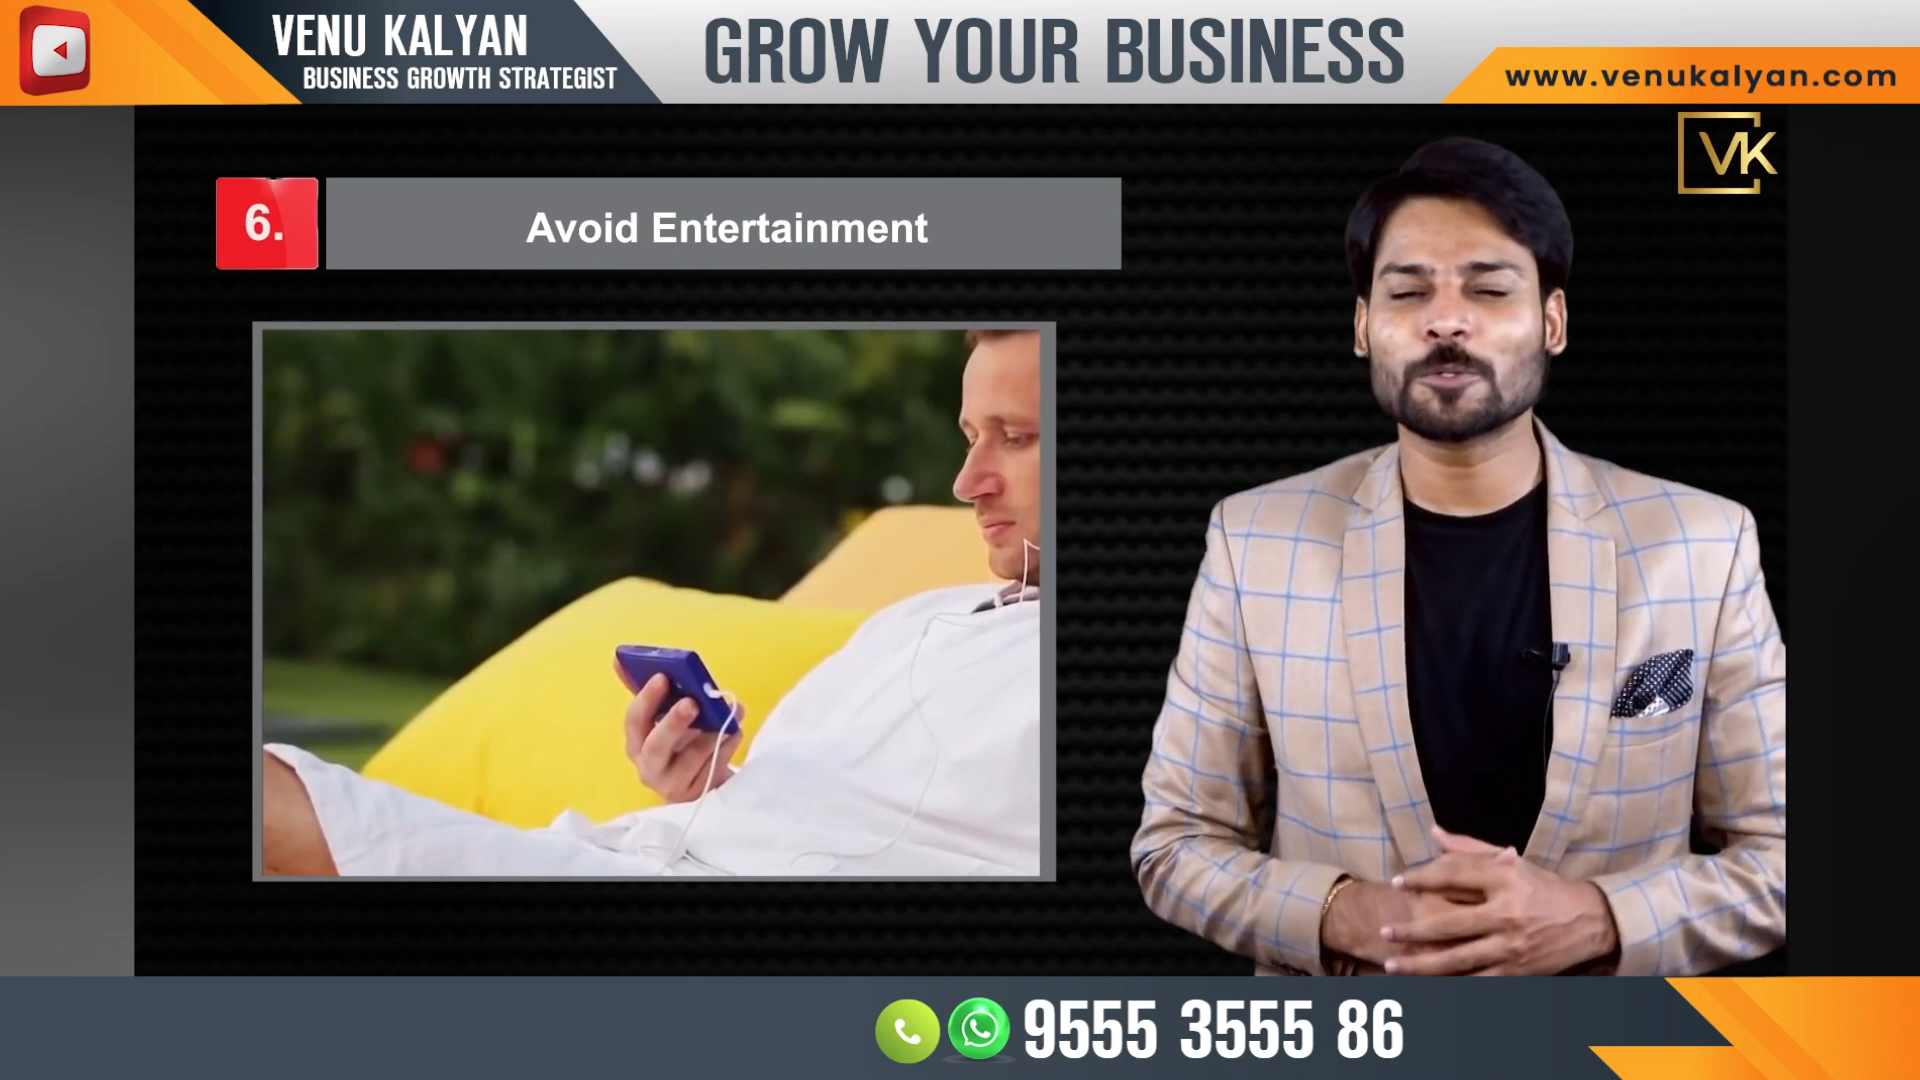 VENU KALYAN
BUSINESS GROWTH STRATEGIST
GROW YOUR BUSINESS
www.venukalyan.com
VK
6.
Avoid Entertainment
9555 3555 86